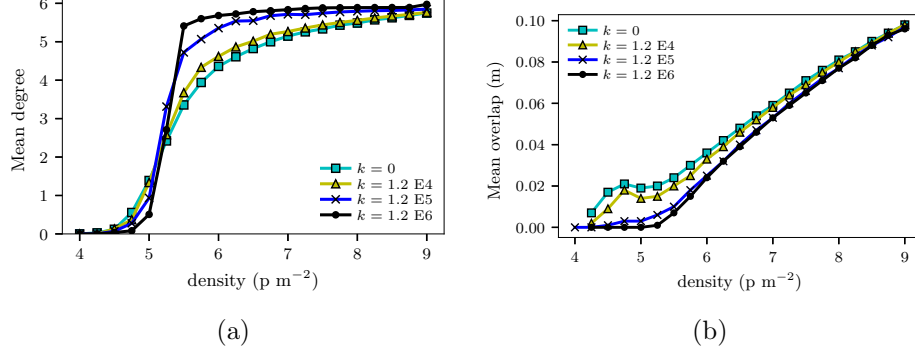 6
5
4
3
2
1
0
Mean degree
k = 0
k = 1.2 E4
k = 1.2 E5
k = 1.2 E6
4 5 6 7 8 9
density (p m⁻²)
(a)
0.10
0.08
0.06
0.04
0.02
0.00
Mean overlap (m)
k = 0
k = 1.2 E4
k = 1.2 E5
k = 1.2 E6
4 5 6 7 8 9
density (p m⁻²)
(b)